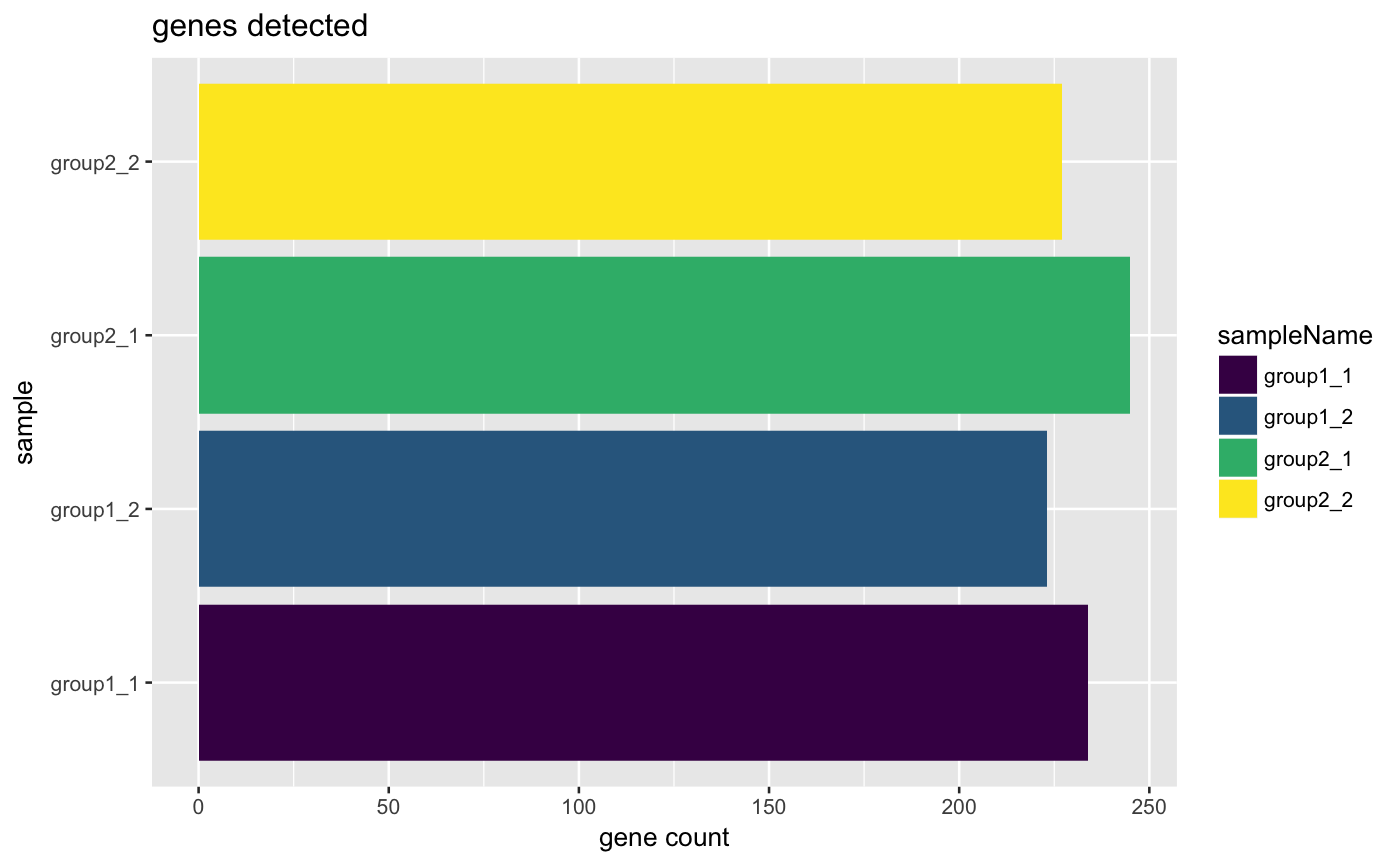 genes detected
group2_2
group2_1
group1_2
group1_1
sample
0 50 100 150 200 250
gene count
sampleName
group1_1
group1_2
group2_1
group2_2